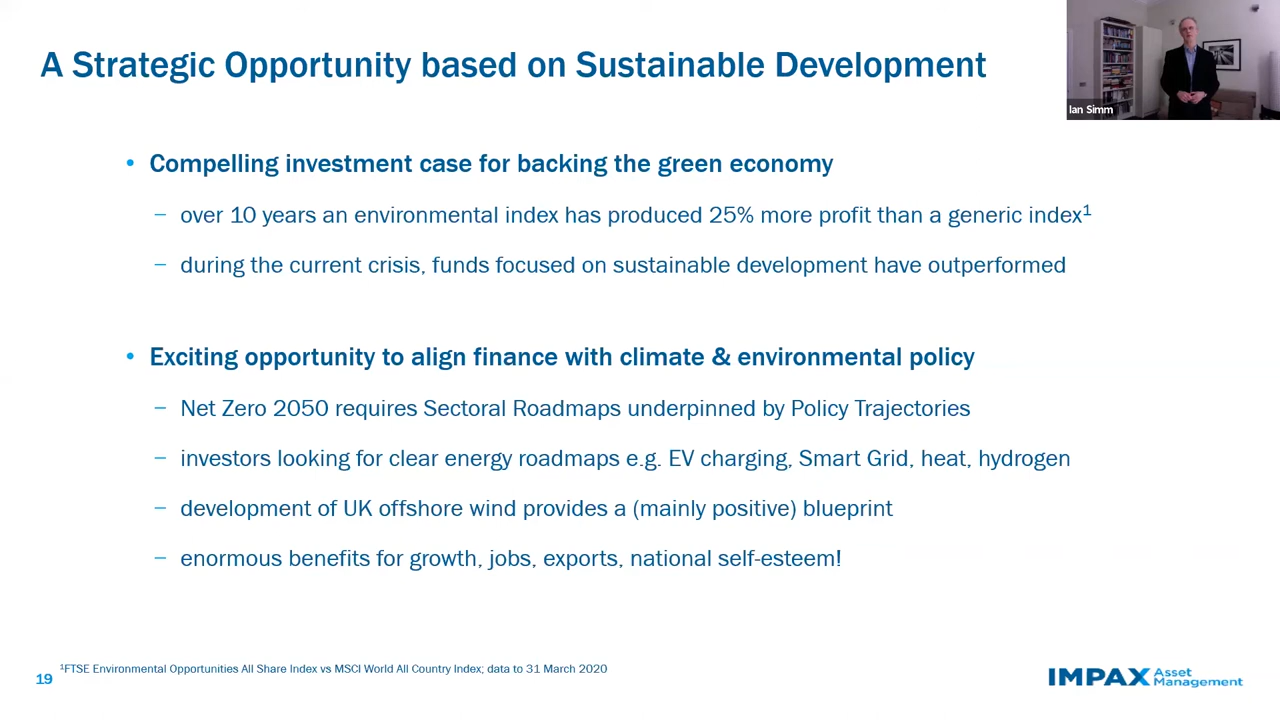 A Strategic Opportunity based on Sustainable Development
Ian Simm
• Compelling investment case for backing the green economy
– over 10 years an environmental index has produced 25% more profit than a generic index¹
– during the current crisis, funds focused on sustainable development have outperformed
• Exciting opportunity to align finance with climate & environmental policy
– Net Zero 2050 requires Sectoral Roadmaps underpinned by Policy Trajectories
– investors looking for clear energy roadmaps e.g. EV charging, Smart Grid, heat, hydrogen
– development of UK offshore wind provides a (mainly positive) blueprint
– enormous benefits for growth, jobs, exports, national self-esteem!
¹FTSE Environmental Opportunities All Share Index vs MSCI World All Country Index; data to 31 March 2020
19
IMPAX Asset
Management